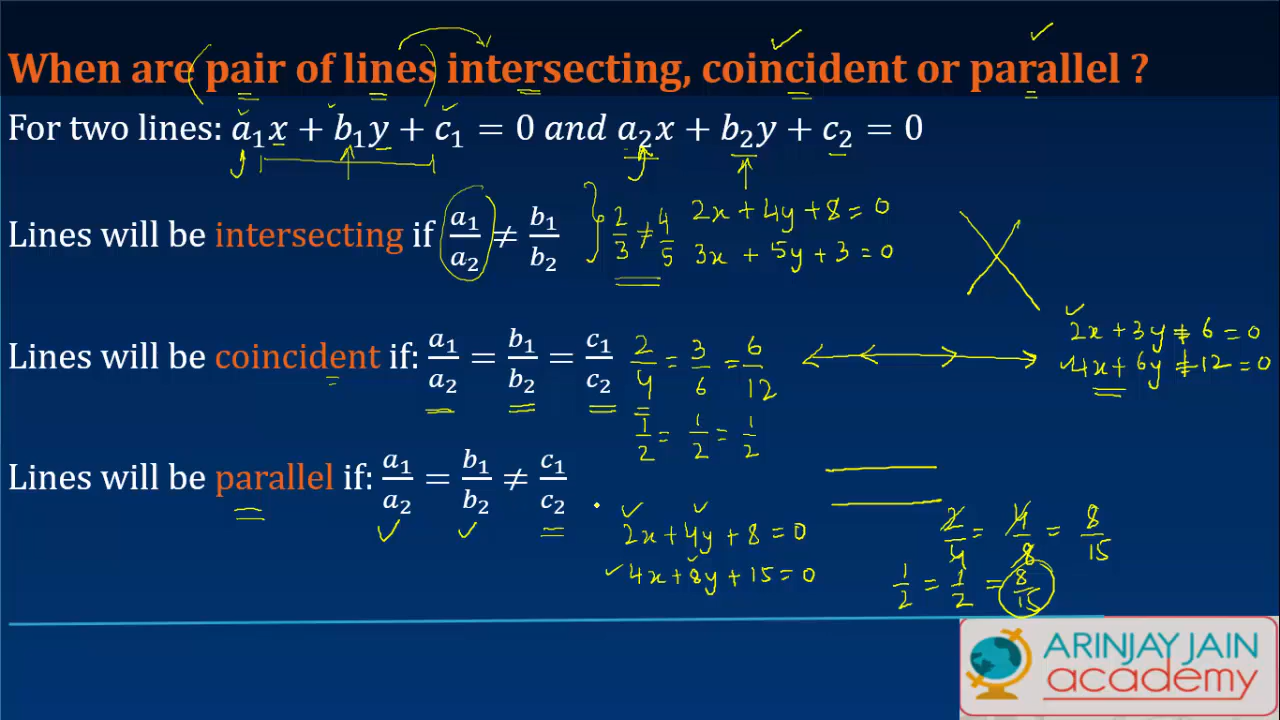 When are pair of lines intersecting, coincident or parallel ?
For two lines: a₁x + b₁y + c₁ = 0 and a₂x + b₂y + c₂ = 0
Lines will be intersecting if a₁/a₂ ≠ b₁/b₂
2/3 ≠ 4/5
2x + 4y + 8 = 0
3x + 5y + 3 = 0
Lines will be coincident if: a₁/a₂ = b₁/b₂ = c₁/c₂
2/4 = 3/6 = 6/12
1/2 = 1/2 = 1/2
2x + 3y + 6 = 0
4x + 6y + 12 = 0
Lines will be parallel if: a₁/a₂ = b₁/b₂ ≠ c₁/c₂
2x + 4y + 8 = 0
4x + 8y + 15 = 0
2/4 = 4/8 = 8/15
1/2 = 1/2 = 8/15
ARINJAY JAIN
academy